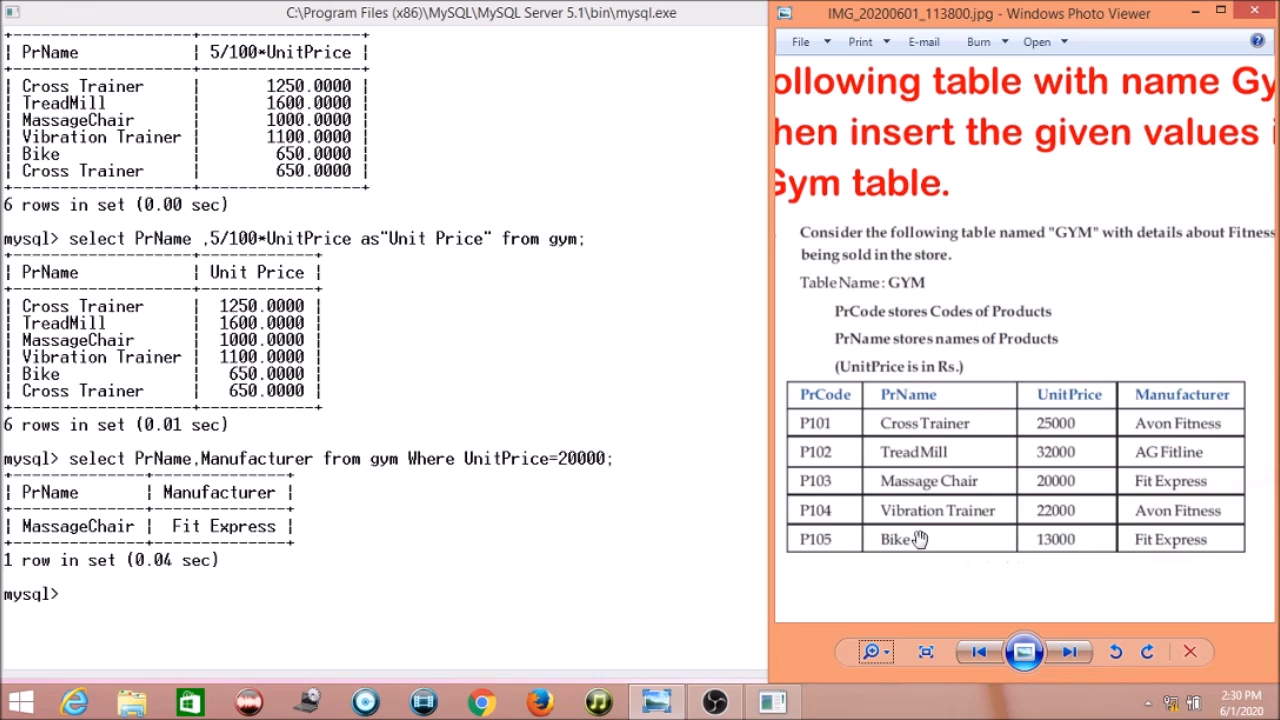 C:\Program Files (x86)\MySQL\MySQL Server 5.1\bin\mysql.exe
| PrName | 5/100*UnitPrice |
| Cross Trainer | 1250.0000 |
| TreadMill | 1600.0000 |
| MassageChair | 1000.0000 |
| Vibration Trainer | 1100.0000 |
| Bike | 650.0000 |
| Cross Trainer | 650.0000 |
6 rows in set (0.00 sec)
mysql> select PrName ,5/100*UnitPrice as"Unit Price" from gym;
| PrName | Unit Price |
| Cross Trainer | 1250.0000 |
| TreadMill | 1600.0000 |
| MassageChair | 1000.0000 |
| Vibration Trainer | 1100.0000 |
| Bike | 650.0000 |
| Cross Trainer | 650.0000 |
6 rows in set (0.01 sec)
mysql> select PrName,Manufacturer from gym Where UnitPrice=20000;
| PrName | Manufacturer |
| MassageChair | Fit Express |
1 row in set (0.04 sec)
mysql>
IMG_20200601_113800.jpg - Windows Photo Viewer
File Print E-mail Burn Open
ollowing table with name Gy
hen insert the given values i
Gym table.
Consider the following table named "GYM" with details about Fitness
being sold in the store.
Table Name : GYM
PrCode stores Codes of Products
PrName stores names of Products
(UnitPrice is in Rs.)
PrCode PrName UnitPrice Manufacturer
P101 Cross Trainer 25000 Avon Fitness
P102 Tread Mill 32000 AG Fitline
P103 Massage Chair 20000 Fit Express
P104 Vibration Trainer 22000 Avon Fitness
P105 Bike 13000 Fit Express
2:30 PM
6/1/2020